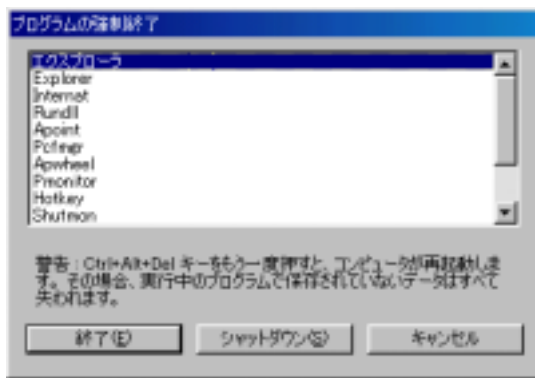 プログラムの強制終了
エクスプローラ
Explorer
Internat
Rundll
Apoint
Pcfmgr
Apwheel
Pmonitor
Hotkey
Shutmon
警告 : Ctrl+Alt+Del キーをもう一度押すと、コンピュータが再起動しま
す。その場合、実行中のプログラムで保存されていないデータはすべて
失われます。
終了(E)
シャットダウン(S)
キャンセル